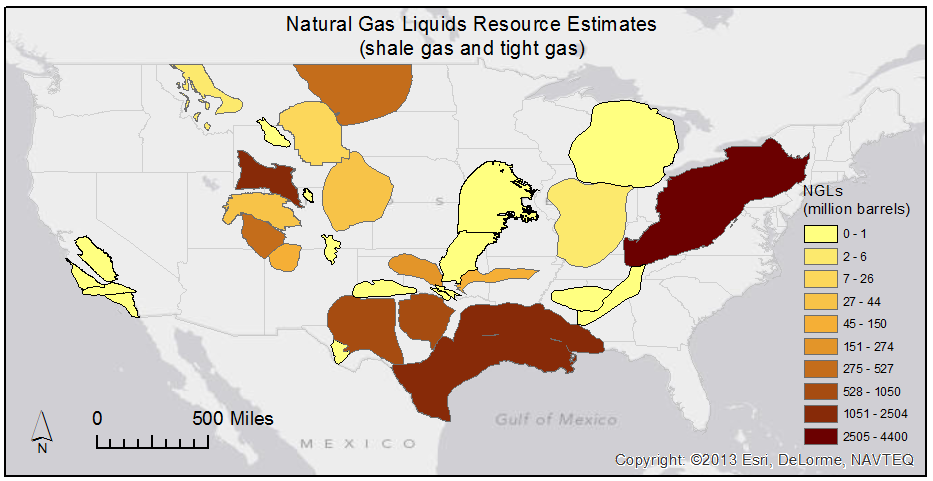 Natural Gas Liquids Resource Estimates
(shale gas and tight gas)
NGLs
(million barrels)
0 - 1
2 - 6
7 - 26
27 - 44
45 - 150
151 - 274
275 - 527
528 - 1050
1051 - 2504
2505 - 4400
0 500 Miles
N
MEXICO
Gulf of Mexico
Copyright: ©2013 Esri, DeLorme, NAVTEQ